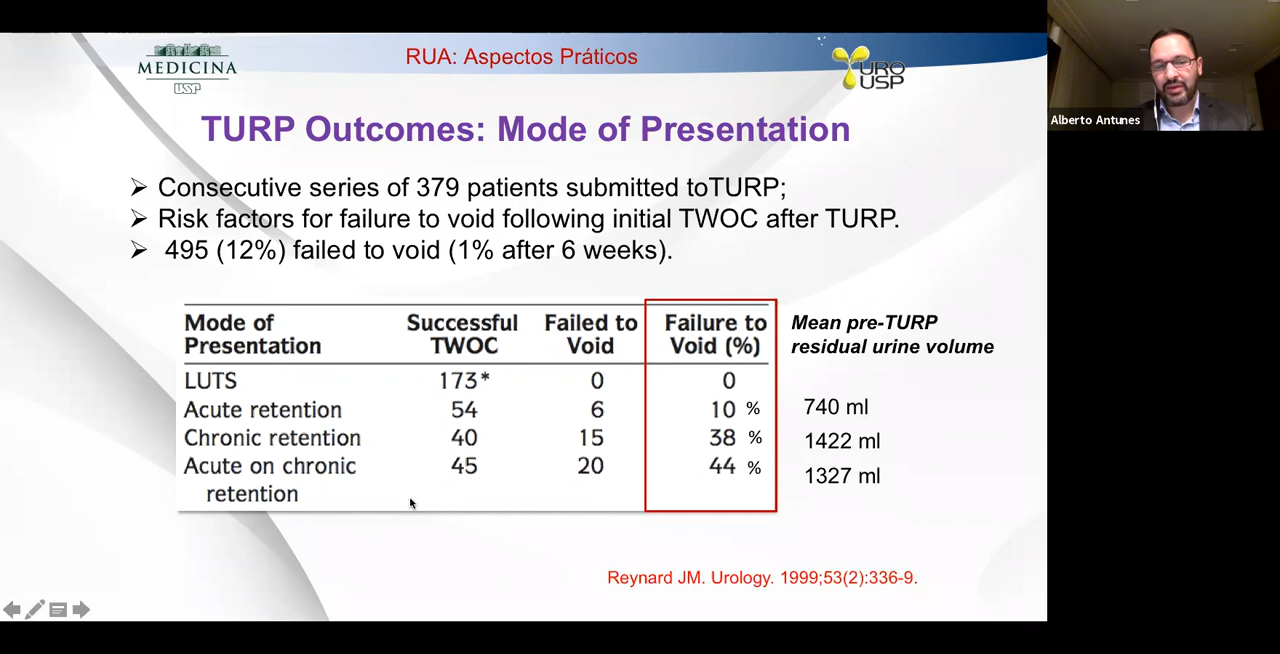 MEDICINA
USP
RUA: Aspectos Práticos
URO
USP
Alberto Antunes
TURP Outcomes: Mode of Presentation
➢ Consecutive series of 379 patients submitted toTURP;
➢ Risk factors for failure to void following initial TWOC after TURP.
➢ 495 (12%) failed to void (1% after 6 weeks).
Mode of Presentation Successful TWOC Failed to Void Failure to Void (%) Mean pre-TURP residual urine volume
LUTS 173* 0 0
Acute retention 54 6 10 % 740 ml
Chronic retention 40 15 38 % 1422 ml
Acute on chronic retention 45 20 44 % 1327 ml
Reynard JM. Urology. 1999;53(2):336-9.